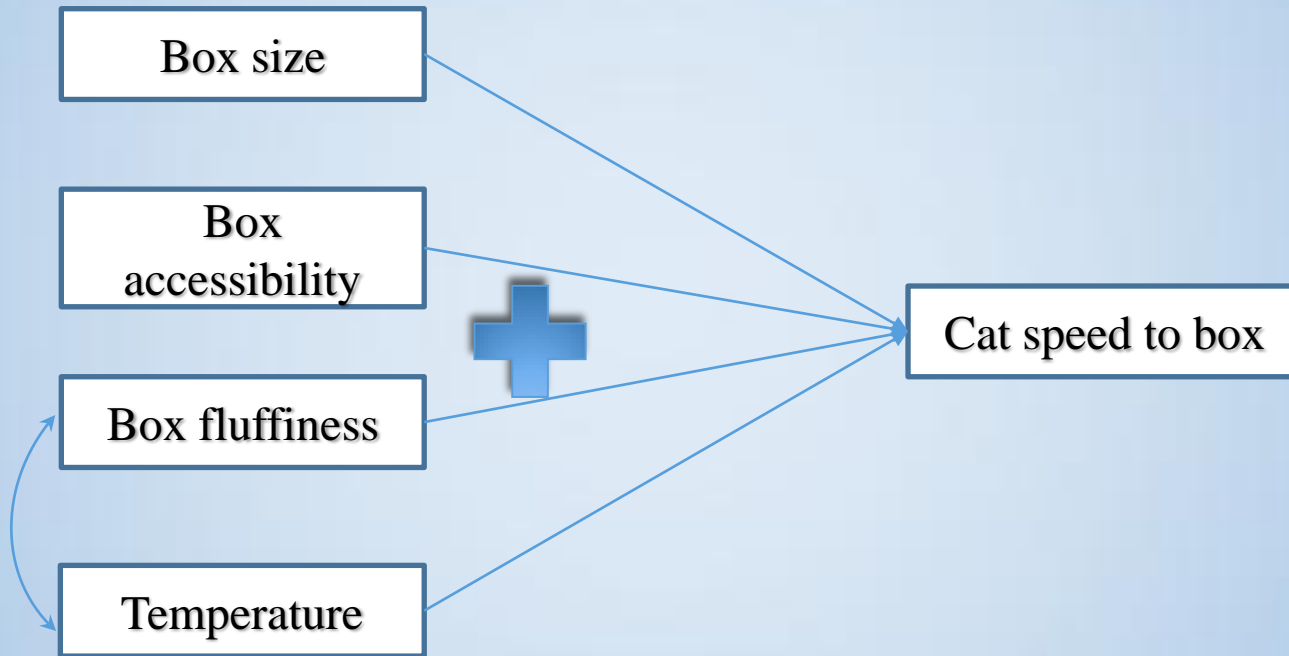 Box size
Box
accessibility
Cat speed to box
Box fluffiness
Temperature